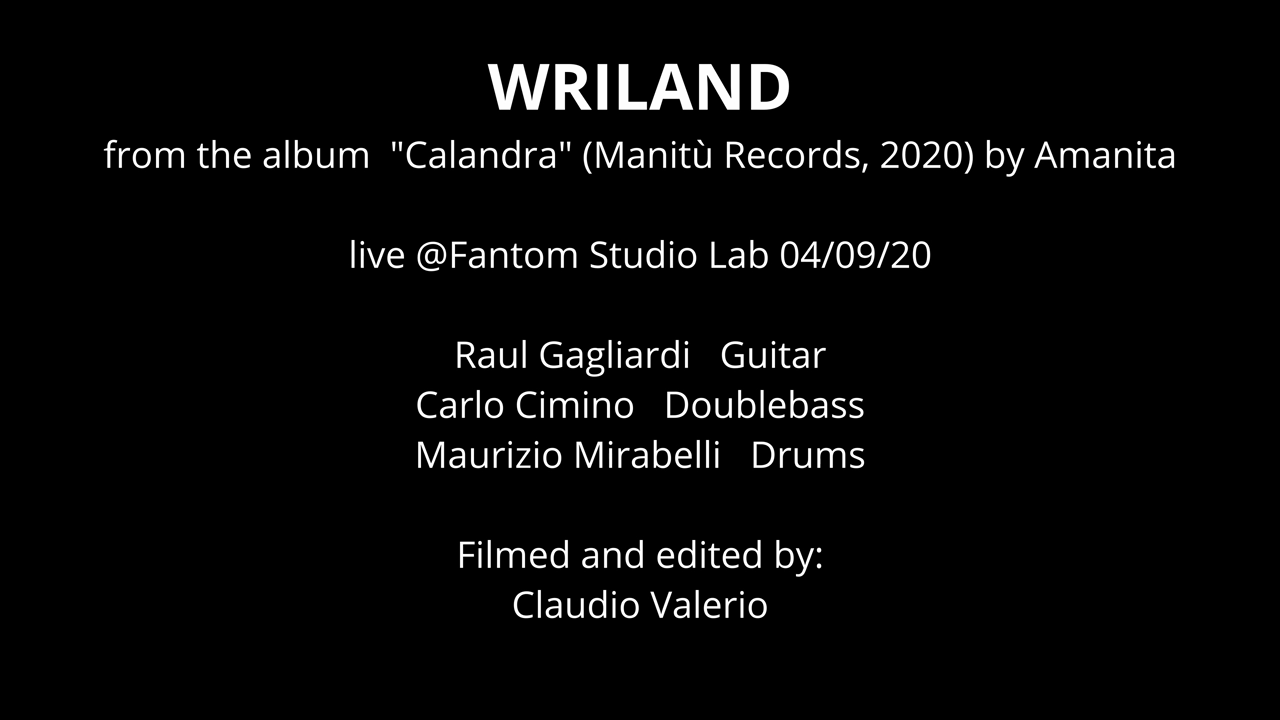 WRILAND
from the album  "Calandra" (Manitù Records, 2020) by Amanita
live @Fantom Studio Lab 04/09/20
Raul Gagliardi   Guitar
Carlo Cimino   Doublebass
Maurizio Mirabelli   Drums
Filmed and edited by:
Claudio Valerio